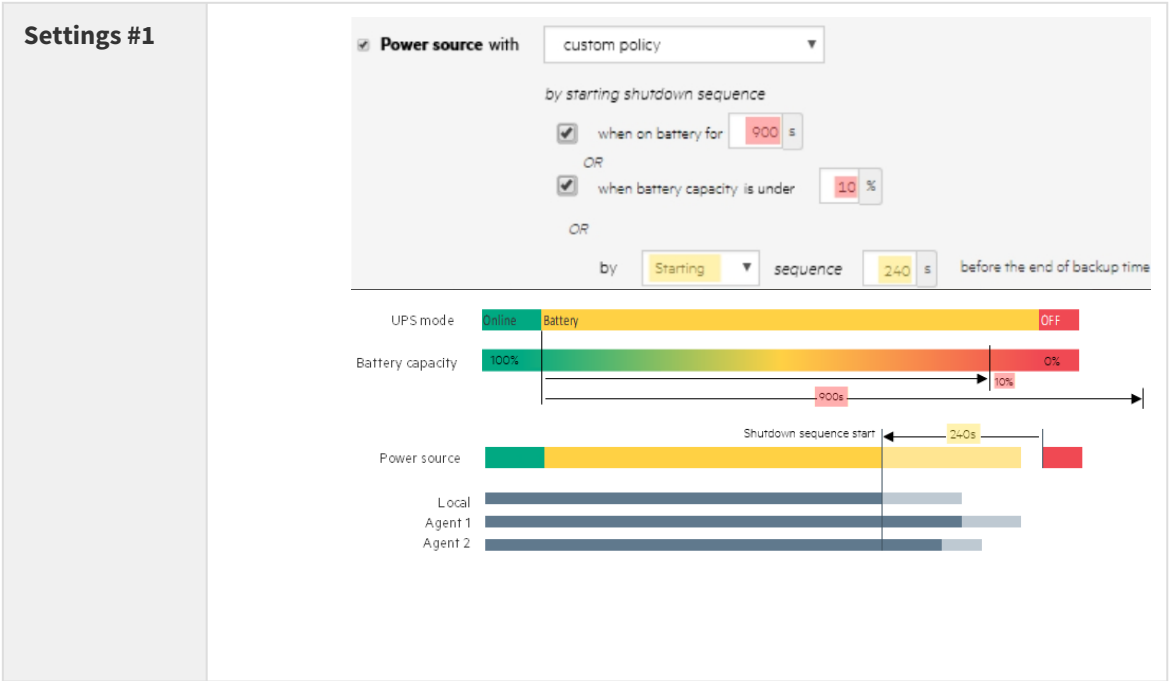 Settings #1
Power source with custom policy
by starting shutdown sequence
when on battery for 900 s
OR
when battery capacity is under 10 %
OR
by Starting sequence 240 s before the end of backup time
UPS mode Online Battery OFF
Battery capacity 100% 0%
10%
900s
Shutdown sequence start 240s
Power source
Local
Agent 1
Agent 2